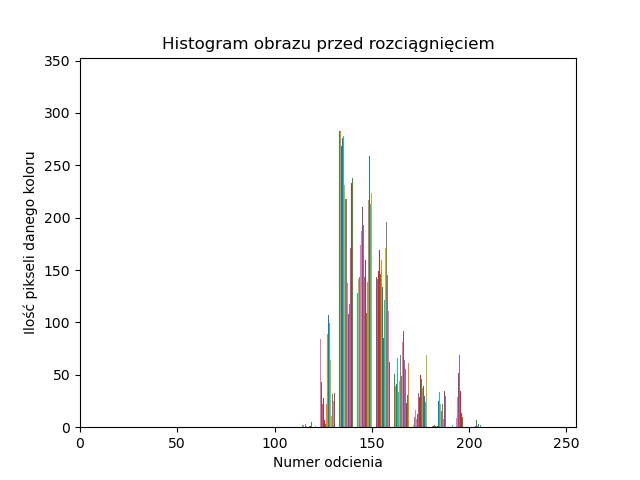 Histogram obrazu przed rozciągnięciem
350
300
250
200
150
100
50
0
Ilość pikseli danego koloru
0 50 100 150 200 250
Numer odcienia